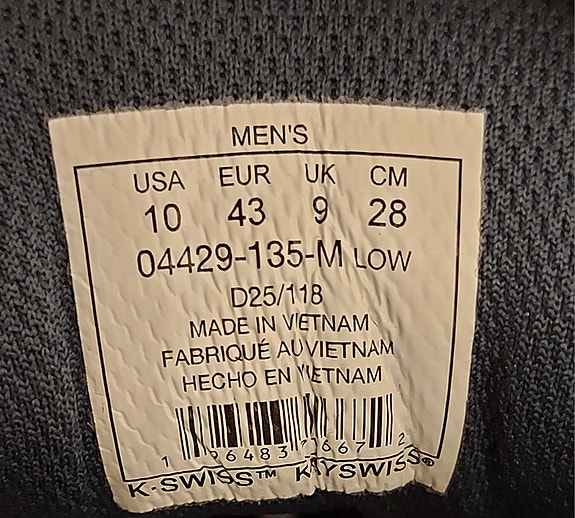 MEN'S
USA EUR UK CM
10 43 9 28
04429-135-M LOW
D25/118
MADE IN VIETNAM
FABRIQUÉ AU VIETNAM
HECHO EN VIETNAM
K-SWISS™ KAYSWISS®